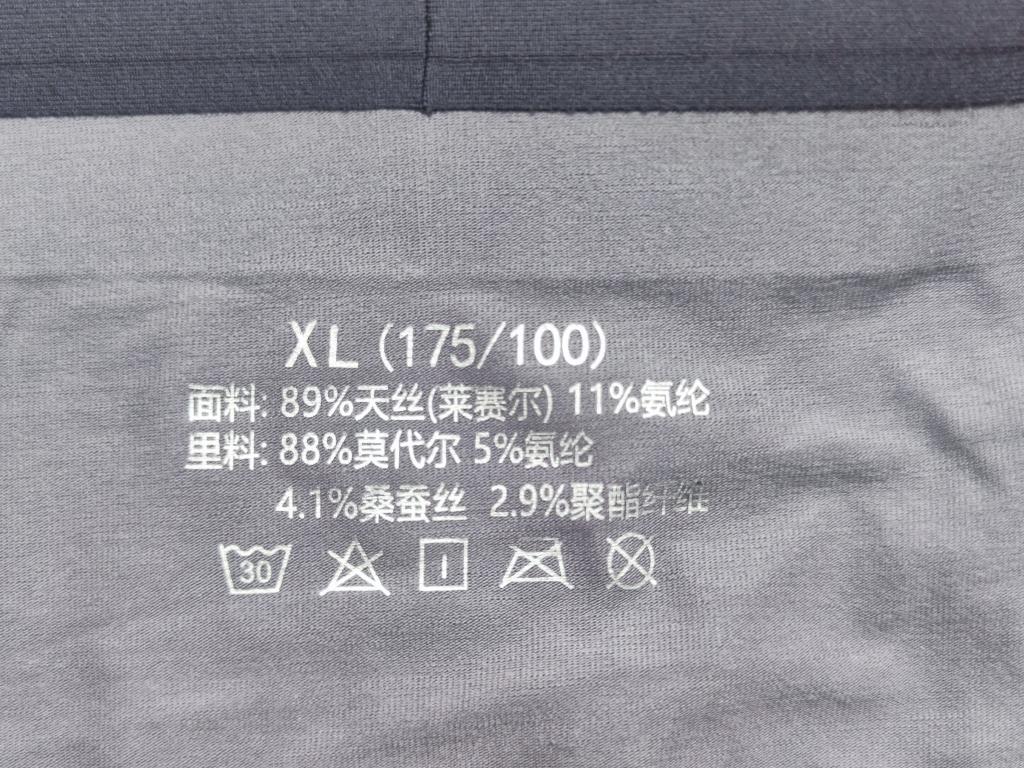 XL (175/100)
面料: 89%天丝(莱赛尔) 11%氨纶
里料: 88%莫代尔 5%氨纶
4.1%桑蚕丝 2.9%聚酯纤维
30